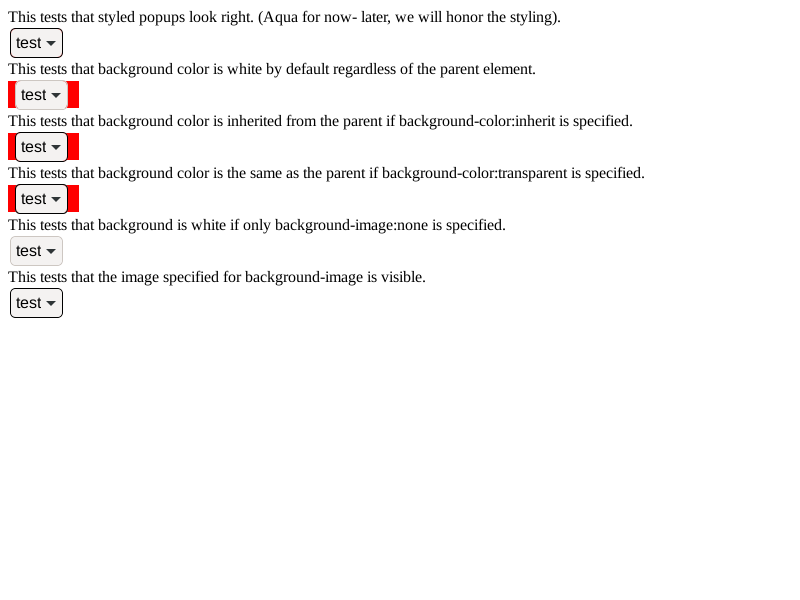 This tests that styled popups look right. (Aqua for now- later, we will honor the styling).
test
This tests that background color is white by default regardless of the parent element.
test
This tests that background color is inherited from the parent if background-color:inherit is specified.
test
This tests that background color is the same as the parent if background-color:transparent is specified.
test
This tests that background is white if only background-image:none is specified.
test
This tests that the image specified for background-image is visible.
test